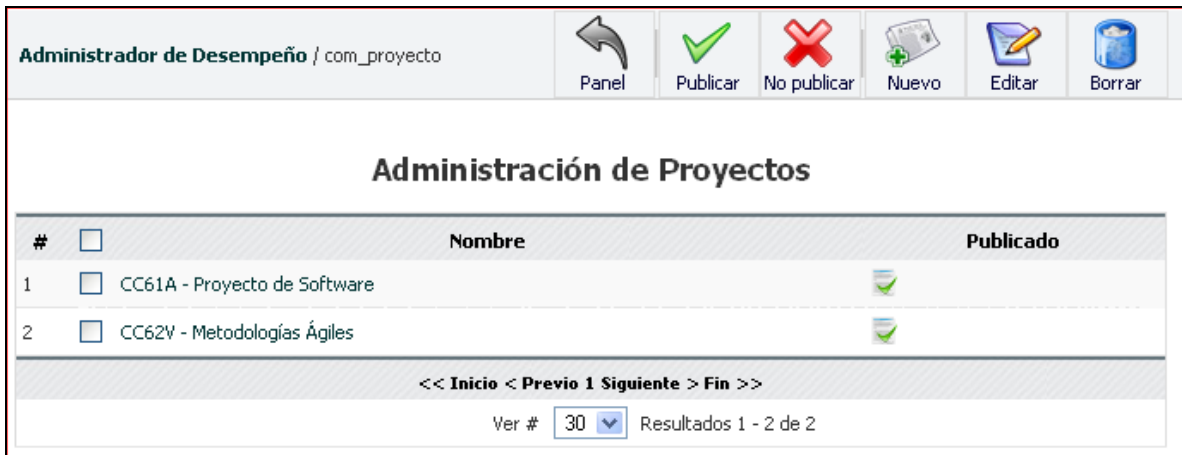 Administrador de Desempeño / com_proyecto
Panel Publicar No publicar Nuevo Editar Borrar
Administración de Proyectos
# Nombre Publicado
1 CC61A - Proyecto de Software
2 CC62V - Metodologías Ágiles
<< Inicio < Previo 1 Siguiente > Fin >>
Ver # 30 Resultados 1 - 2 de 2